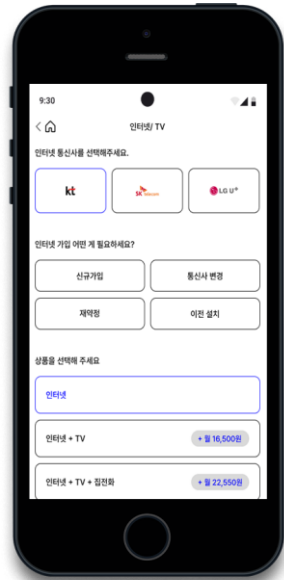 9:30
인터넷/ TV
인터넷 통신사를 선택해주세요.
kt
SK telecom
LG U+
인터넷 가입 어떤 게 필요하세요?
신규가입
통신사 변경
재약정
이전 설치
상품을 선택해 주세요
인터넷
인터넷 + TV
+ 월 16,500원
인터넷 + TV + 집전화
+ 월 22,550원